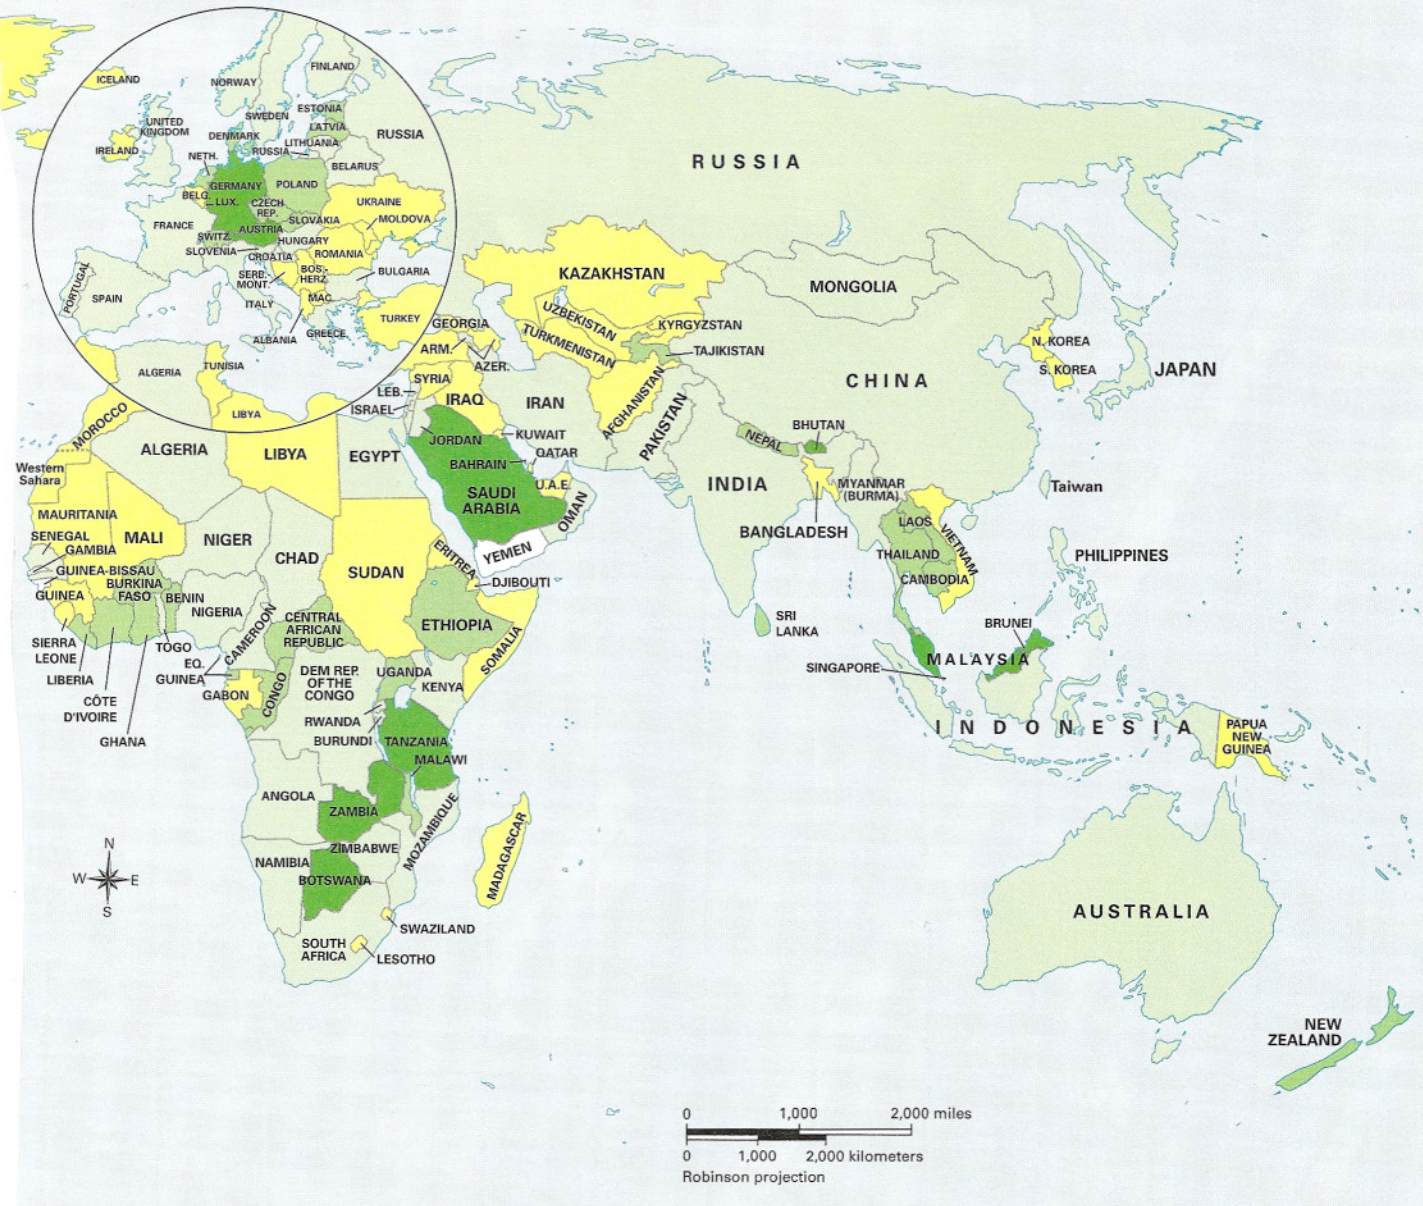 ICELAND
NORWAY
FINLAND
SWEDEN
ESTONIA
LATVIA
LITHUANIA
RUSSIA
RUSSIA
UNITED
KINGDOM
DENMARK
IRELAND
NETH.
BELARUS
GERMANY
POLAND
BELG.
LUX.
CZECH
REP.
UKRAINE
SLOVAKIA
MOLDOVA
FRANCE
SWITZ.
AUSTRIA
HUNGARY
SLOVENIA
CROATIA
ROMANIA
SERB.-
MONT.
BOS.-
HERZ.
BULGARIA
PORTUGAL
SPAIN
ITALY
MAC.
ALBANIA
GREECE
TURKEY
ALGERIA
TUNISIA
LIBYA
RUSSIA
KAZAKHSTAN
MONGOLIA
UZBEKISTAN
KYRGYZSTAN
TURKMENISTAN
TAJIKISTAN
GEORGIA
ARM.
AZER.
N. KOREA
S. KOREA
JAPAN
CHINA
SYRIA
LEB.
ISRAEL
IRAQ
IRAN
AFGHANISTAN
PAKISTAN
JORDAN
KUWAIT
BAHRAIN
QATAR
U.A.E.
SAUDI
ARABIA
OMAN
YEMEN
NEPAL
BHUTAN
INDIA
BANGLADESH
MYANMAR
(BURMA)
LAOS
THAILAND
VIETNAM
CAMBODIA
Taiwan
PHILIPPINES
SRI
LANKA
BRUNEI
MALAYSIA
SINGAPORE
INDONESIA
PAPUA
NEW
GUINEA
MOROCCO
Western
Sahara
ALGERIA
LIBYA
EGYPT
MAURITANIA
MALI
NIGER
CHAD
SUDAN
ERITREA
DJIBOUTI
SENEGAL
GAMBIA
GUINEA-BISSAU
GUINEA
BURKINA
FASO
BENIN
NIGERIA
CAMEROON
CENTRAL
AFRICAN
REPUBLIC
ETHIOPIA
SOMALIA
SIERRA
LEONE
LIBERIA
CÔTE
D'IVOIRE
GHANA
TOGO
EQ.
GUINEA
GABON
CONGO
DEM REP.
OF THE
CONGO
UGANDA
KENYA
RWANDA
BURUNDI
TANZANIA
MALAWI
ANGOLA
ZAMBIA
MOZAMBIQUE
ZIMBABWE
NAMIBIA
BOTSWANA
MADAGASCAR
SWAZILAND
SOUTH
AFRICA
LESOTHO
AUSTRALIA
NEW
ZEALAND
N
W E
S
0 1,000 2,000 miles
0 1,000 2,000 kilometers
Robinson projection